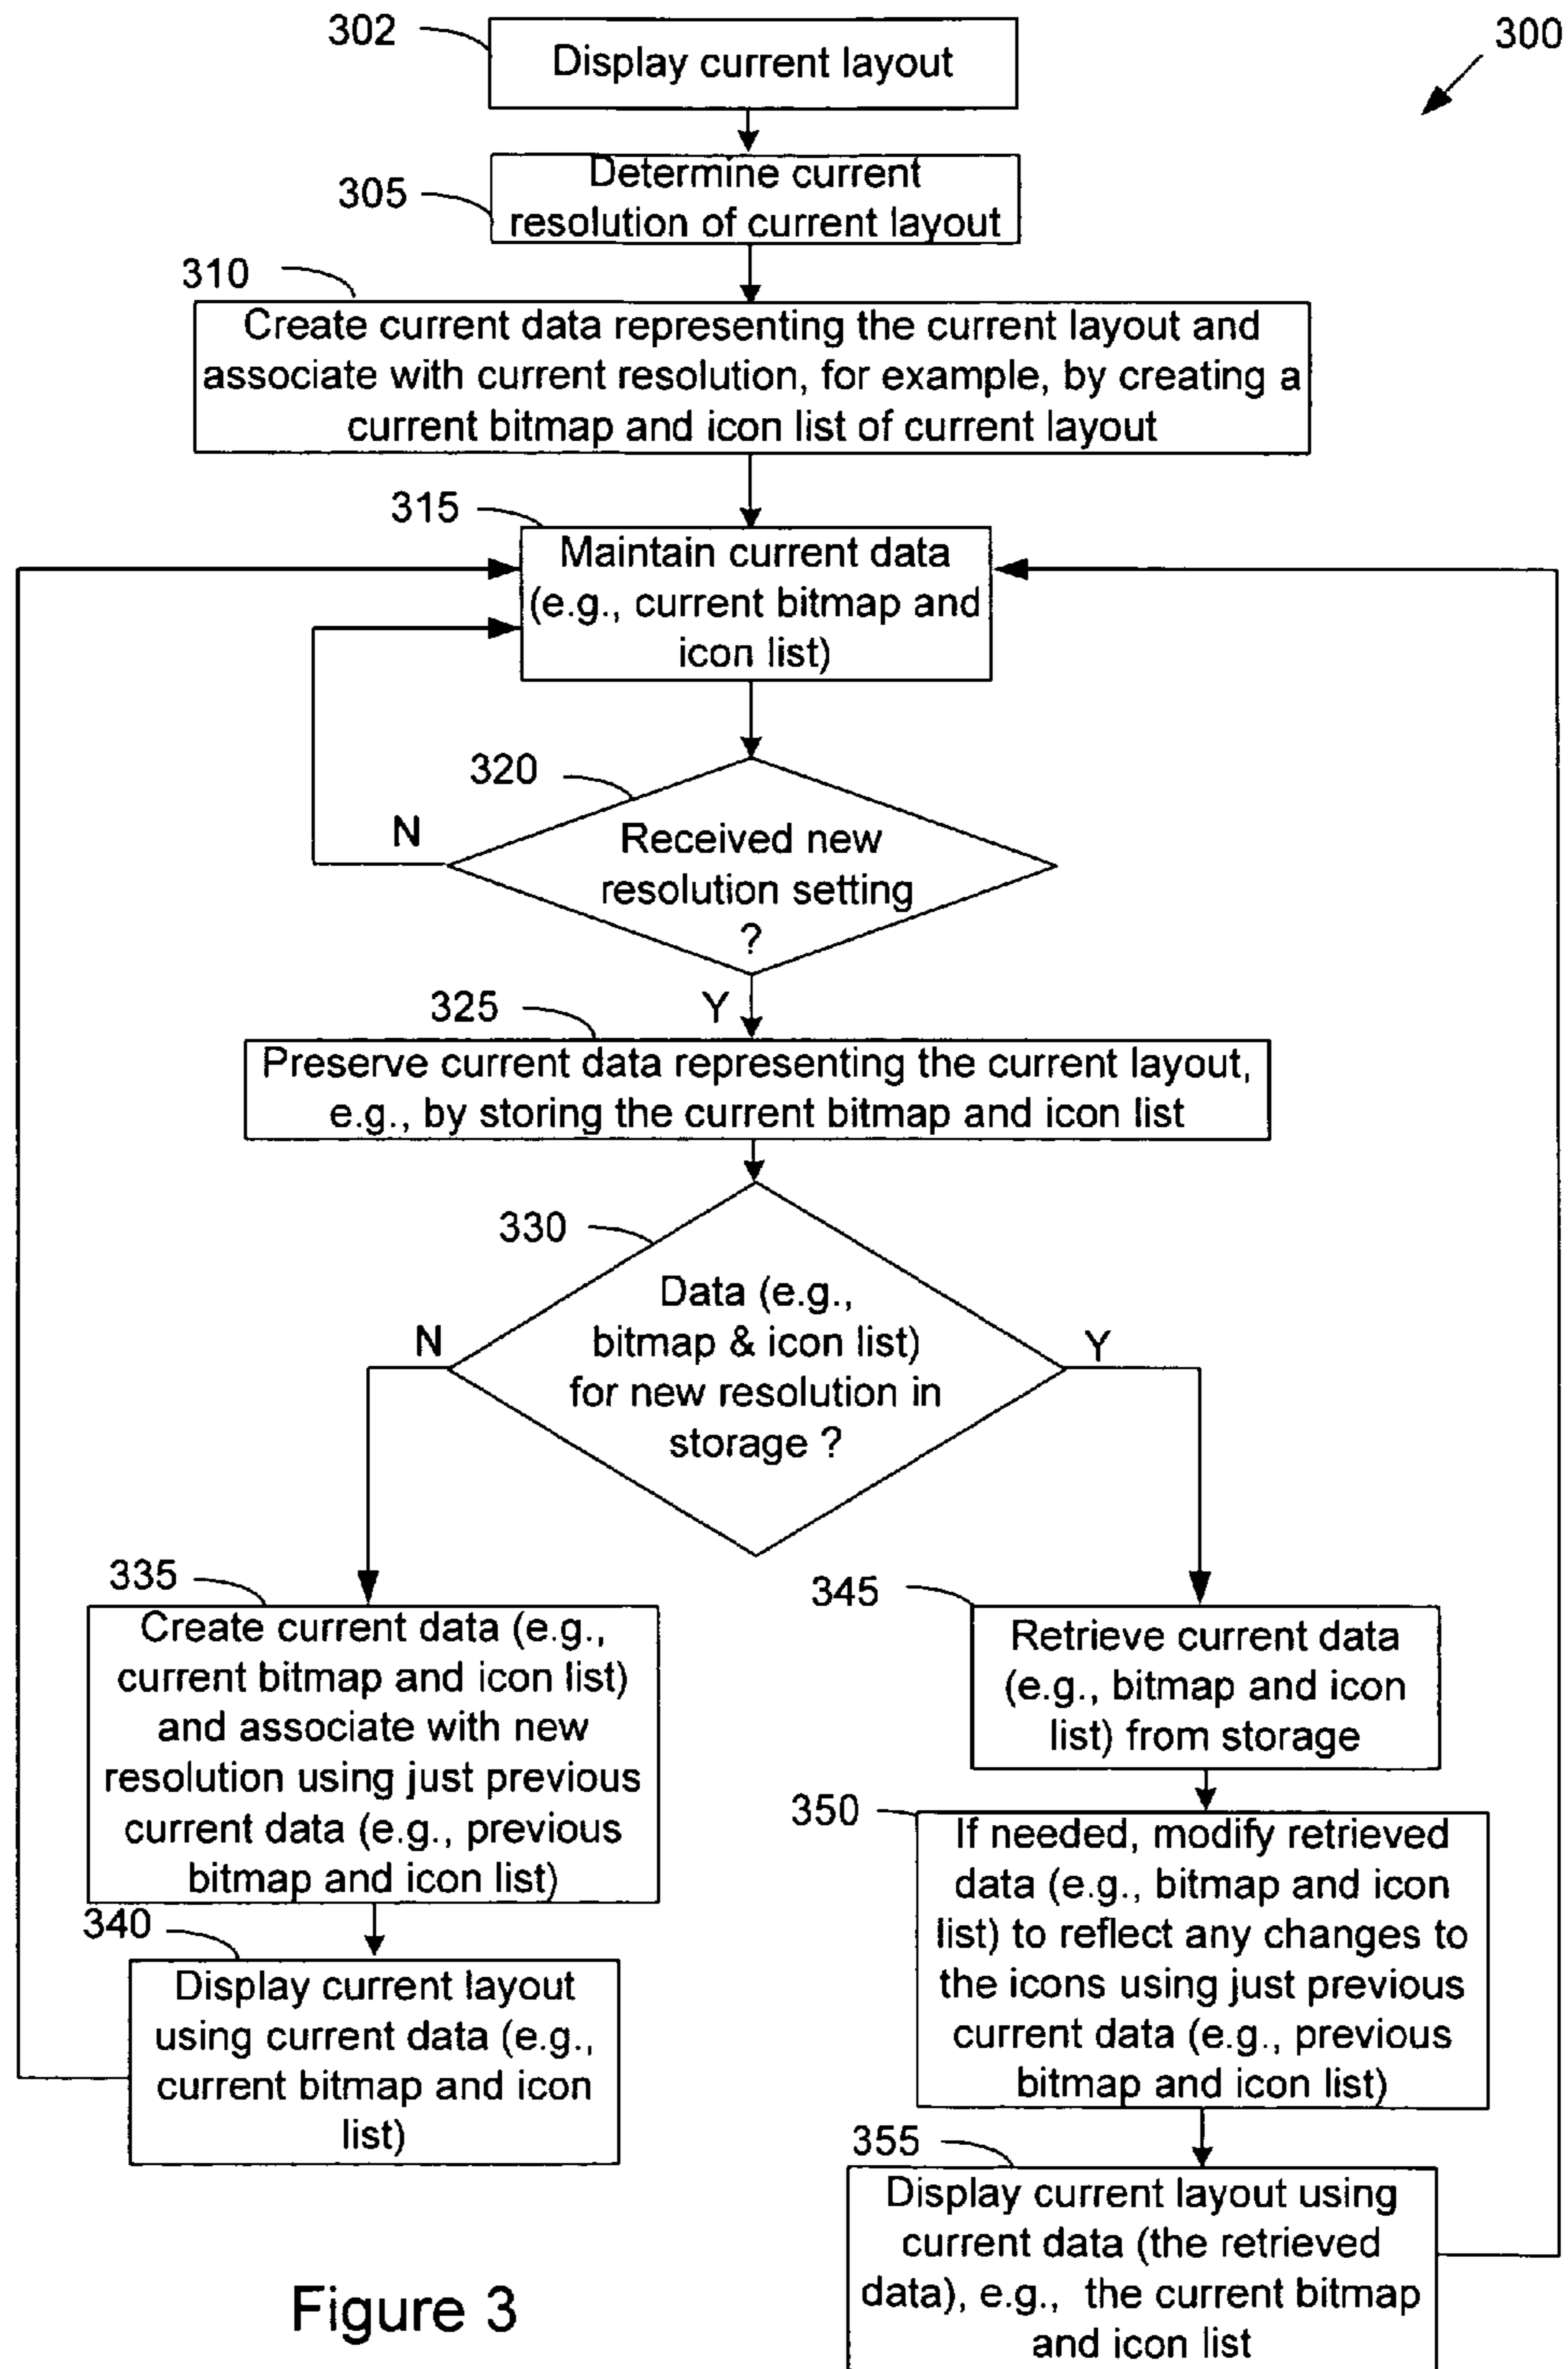 302
Display current layout
300
305
Determine current
resolution of current layout
310
Create current data representing the current layout and
associate with current resolution, for example, by creating a
current bitmap and icon list of current layout
315
Maintain current data
(e.g., current bitmap and
icon list)
320
N
Received new
resolution setting
?
325
Y
Preserve current data representing the current layout,
e.g., by storing the current bitmap and icon list
330
Data (e.g.,
bitmap & icon list)
for new resolution in
storage ?
N
Y
335
Create current data (e.g.,
current bitmap and icon list)
and associate with new
resolution using just previous
current data (e.g., previous
bitmap and icon list)
340
Display current layout
using current data (e.g.,
current bitmap and icon
list)
345
Retrieve current data
(e.g., bitmap and icon
list) from storage
350
If needed, modify retrieved
data (e.g., bitmap and icon
list) to reflect any changes to
the icons using just previous
current data (e.g., previous
bitmap and icon list)
355
Display current layout using
current data (the retrieved
data), e.g., the current bitmap
and icon list
Figure 3